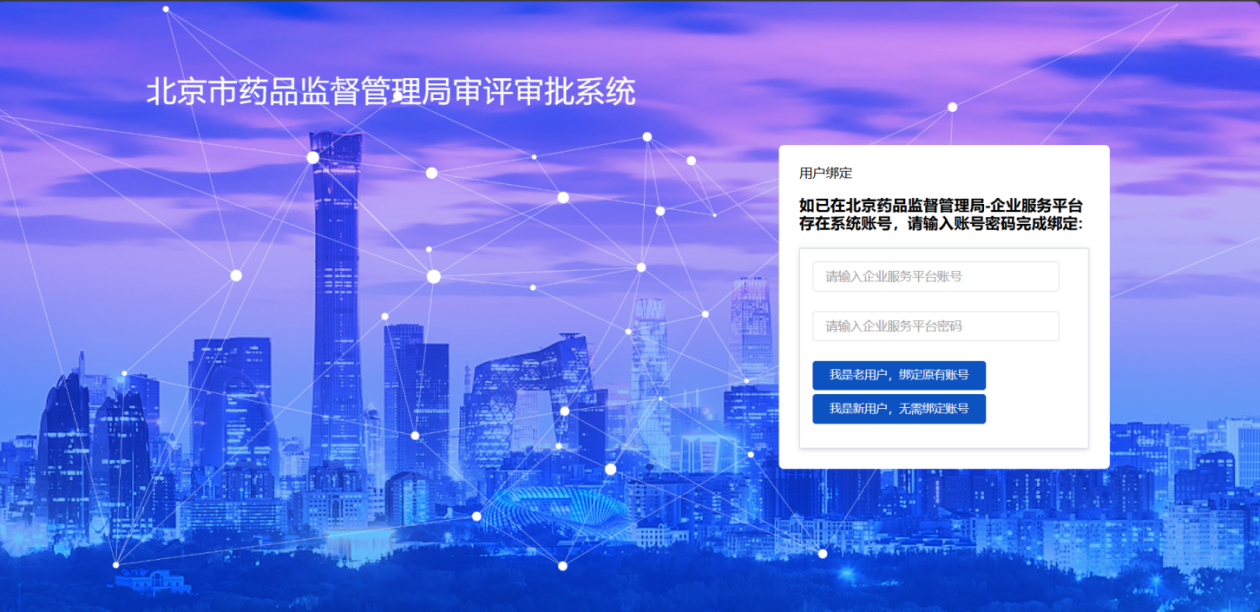 北京市药品监督管理局审评审批系统
用户绑定
如已在北京药品监督管理局-企业服务平台
存在系统账号，请输入账号密码完成绑定：
请输入企业服务平台账号
请输入企业服务平台密码
我是老用户，绑定原有账号
我是新用户，无需绑定账号